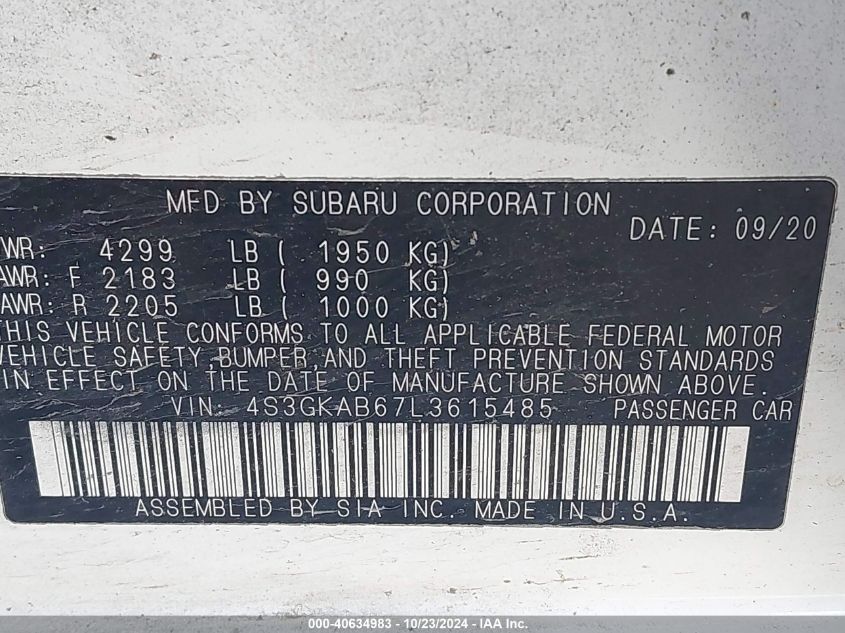 MFD BY SUBARU CORPORATION
DATE: 09/20
WR: 4299 LB ( 1950 KG)
AWR: F 2183 LB ( 990 KG)
AWR: R 2205 LB ( 1000 KG)
THIS VEHICLE CONFORMS TO ALL APPLICABLE FEDERAL MOTOR
VEHICLE SAFETY,BUMPER,AND THEFT PREVENTION STANDARDS
IN EFFECT ON THE DATE OF MANUFACTURE SHOWN ABOVE.
VIN: 4S3GKAB67L3615485 PASSENGER CAR
ASSEMBLED BY SIA INC. MADE IN U.S.A.
000-40634983 - 10/23/2024 - IAA Inc.